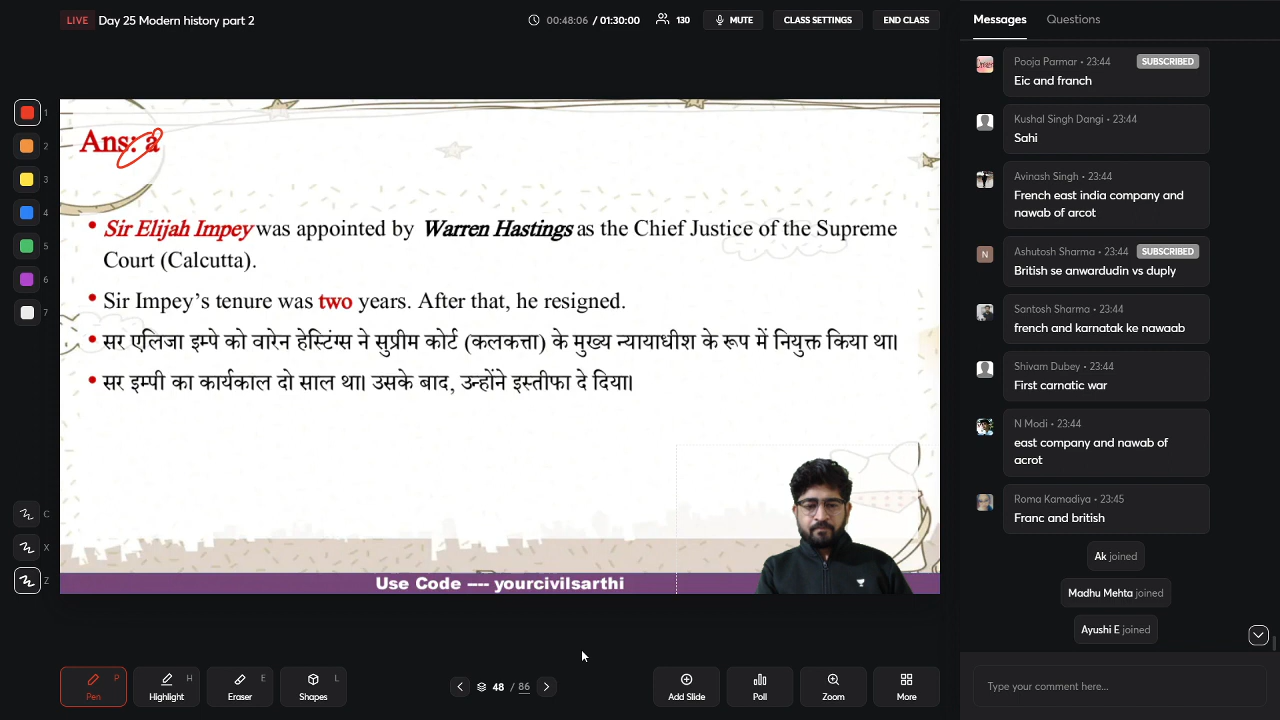 LIVE Day 25 Modern history part 2
00:48:06 / 01:30:00
130
MUTE
CLASS SETTINGS
END CLASS
1
2
3
4
5
6
7
C
X
Z
Ans: a
• Sir Elijah Impey was appointed by Warren Hastings as the Chief Justice of the Supreme
Court (Calcutta).
• Sir Impey’s tenure was two years. After that, he resigned.
• सर एलिजा इम्पे को वारेन हेस्टिंग्स ने सुप्रीम कोर्ट (कलकत्ता) के मुख्य न्यायाधीश के रूप में नियुक्त किया था।
• सर इम्पी का कार्यकाल दो साल था। उसके बाद, उन्होंने इस्तीफा दे दिया।
Use Code ---- yourcivilsarthi
Pen P
Highlight H
Eraser E
Shapes L
48 / 86
Add Slide
Poll
Zoom
More
Messages
Questions
Pooja Parmar • 23:44 SUBSCRIBED
Eic and franch
Kushal Singh Dangi • 23:44
Sahi
Avinash Singh • 23:44
French east india company and
nawab of arcot
N
Ashutosh Sharma • 23:44 SUBSCRIBED
British se anwardudin vs duply
Santosh Sharma • 23:44
french and karnatak ke nawaab
Shivam Dubey • 23:44
First carnatic war
N Modi • 23:44
east company and nawab of
acrot
Roma Kamadiya • 23:45
Franc and british
Ak joined
Madhu Mehta joined
Ayushi E joined
Type your comment here...